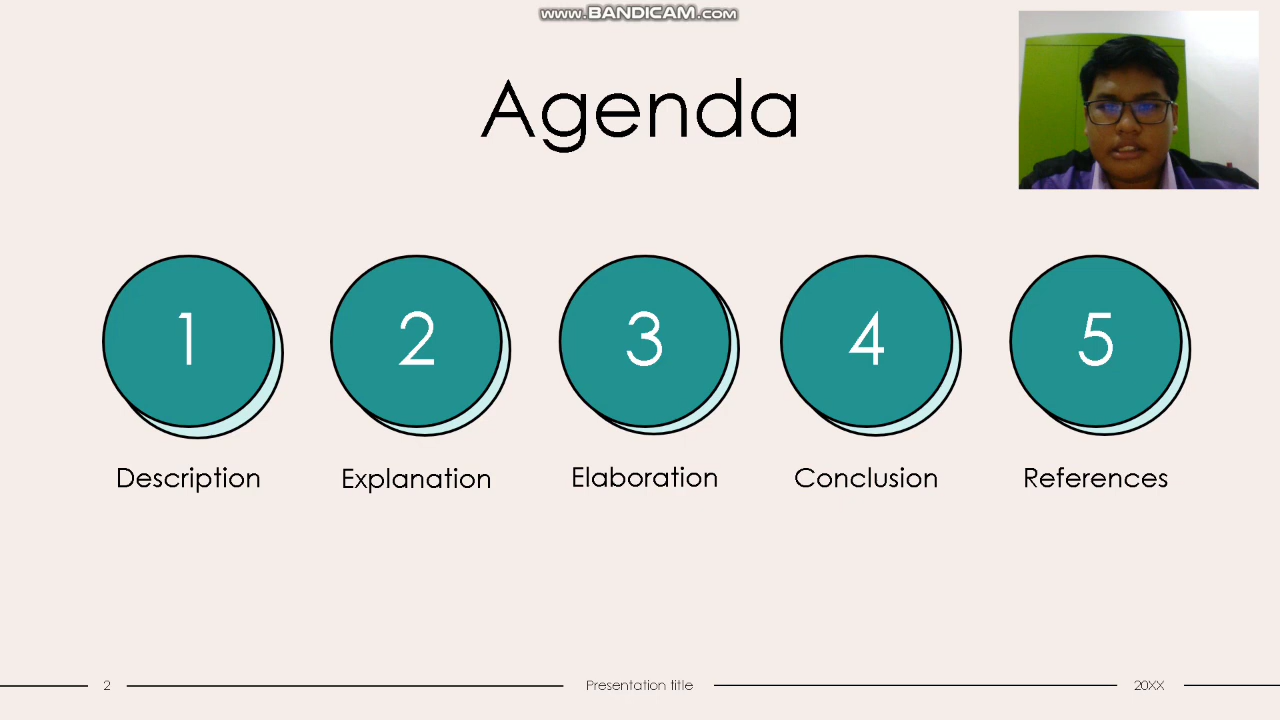 www.BANDICAM.com
Agenda
1
2
3
4
5
Description
Explanation
Elaboration
Conclusion
References
2
Presentation title
20XX